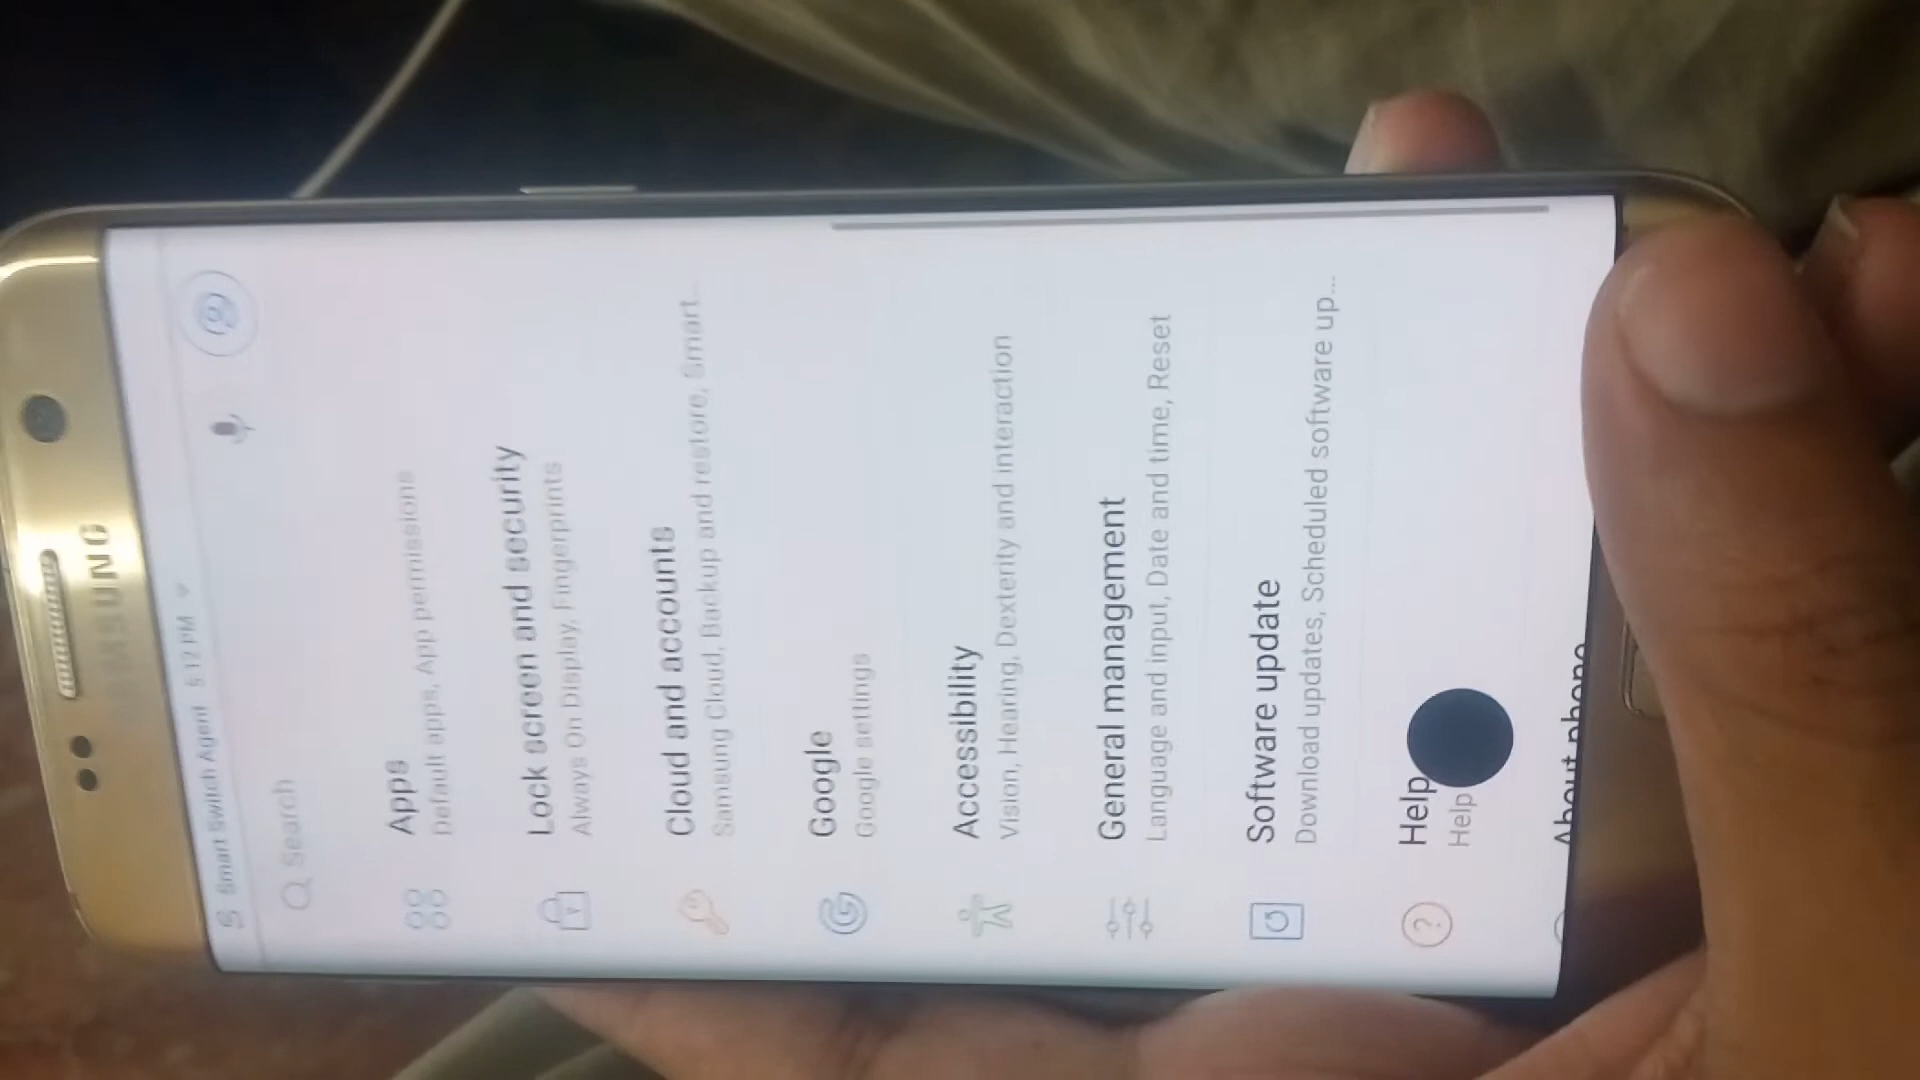 SAMSUNG
Smart Switch Agent 5:12 PM
Search
Apps
Default apps, App permissions
Lock screen and security
Always On Display, Fingerprints
Cloud and accounts
Samsung Cloud, Backup and restore, Smart...
Google
Google settings
Accessibility
Vision, Hearing, Dexterity and interaction
General management
Language and input, Date and time, Reset
Software update
Download updates, Scheduled software up...
Help
Help
About phone